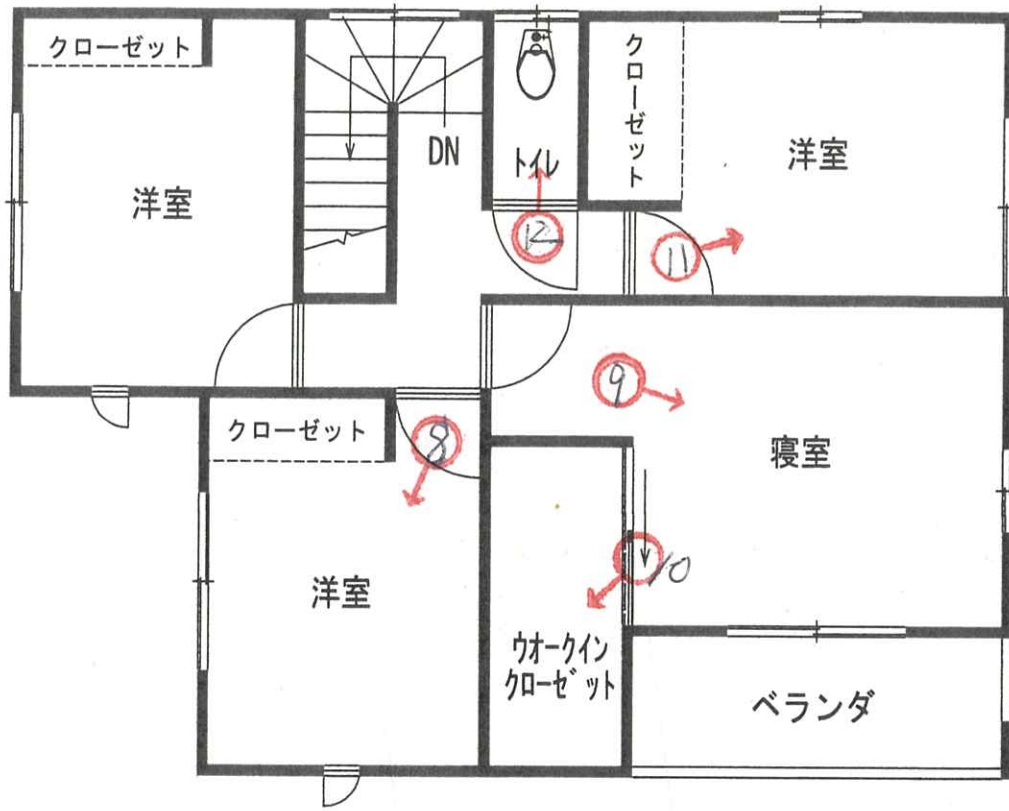 クローゼット
クローゼット
洋室
DN
トイレ
洋室
12
11
9
クローゼット
8
寝室
10
洋室
ウオークイン
クローゼット
ベランダ